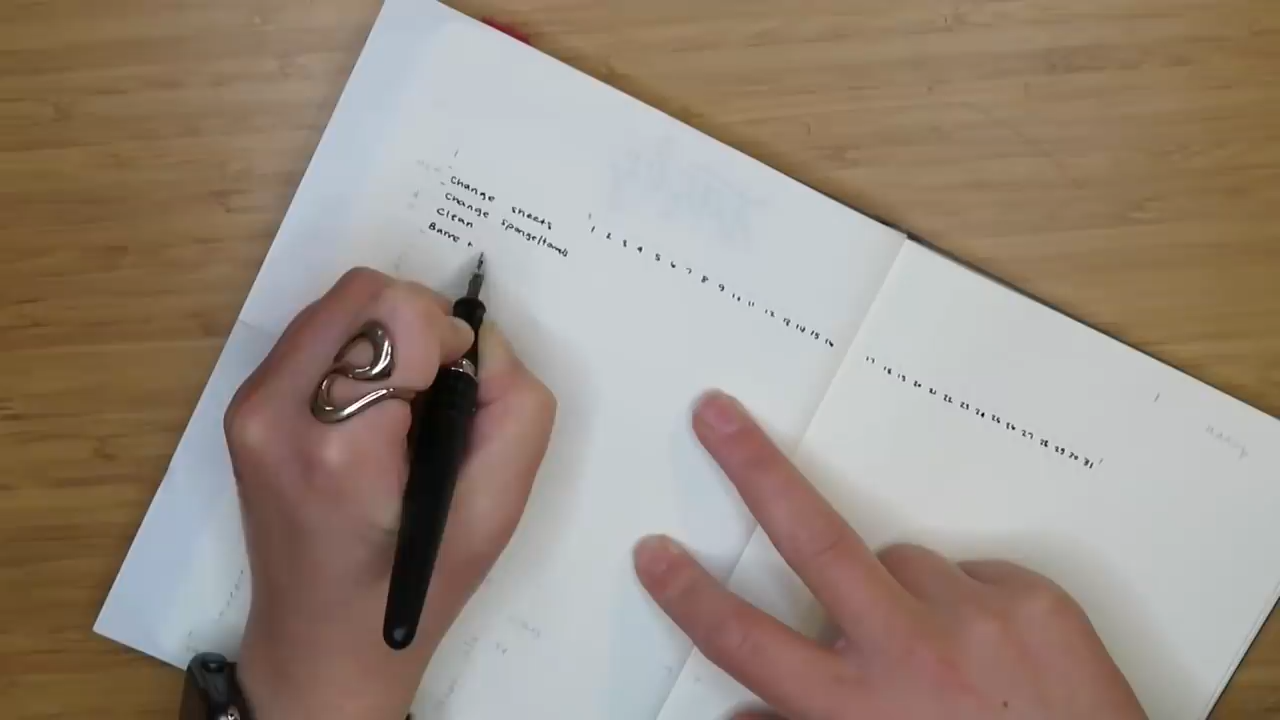 Change sheets
Change sponge/
Clean
Barre
1 2 3 4 5 6 7 8 9 10 11 12 13 14 15 16
17 18 19 20 21 22 23 24 25 26 27 28 29 30 31